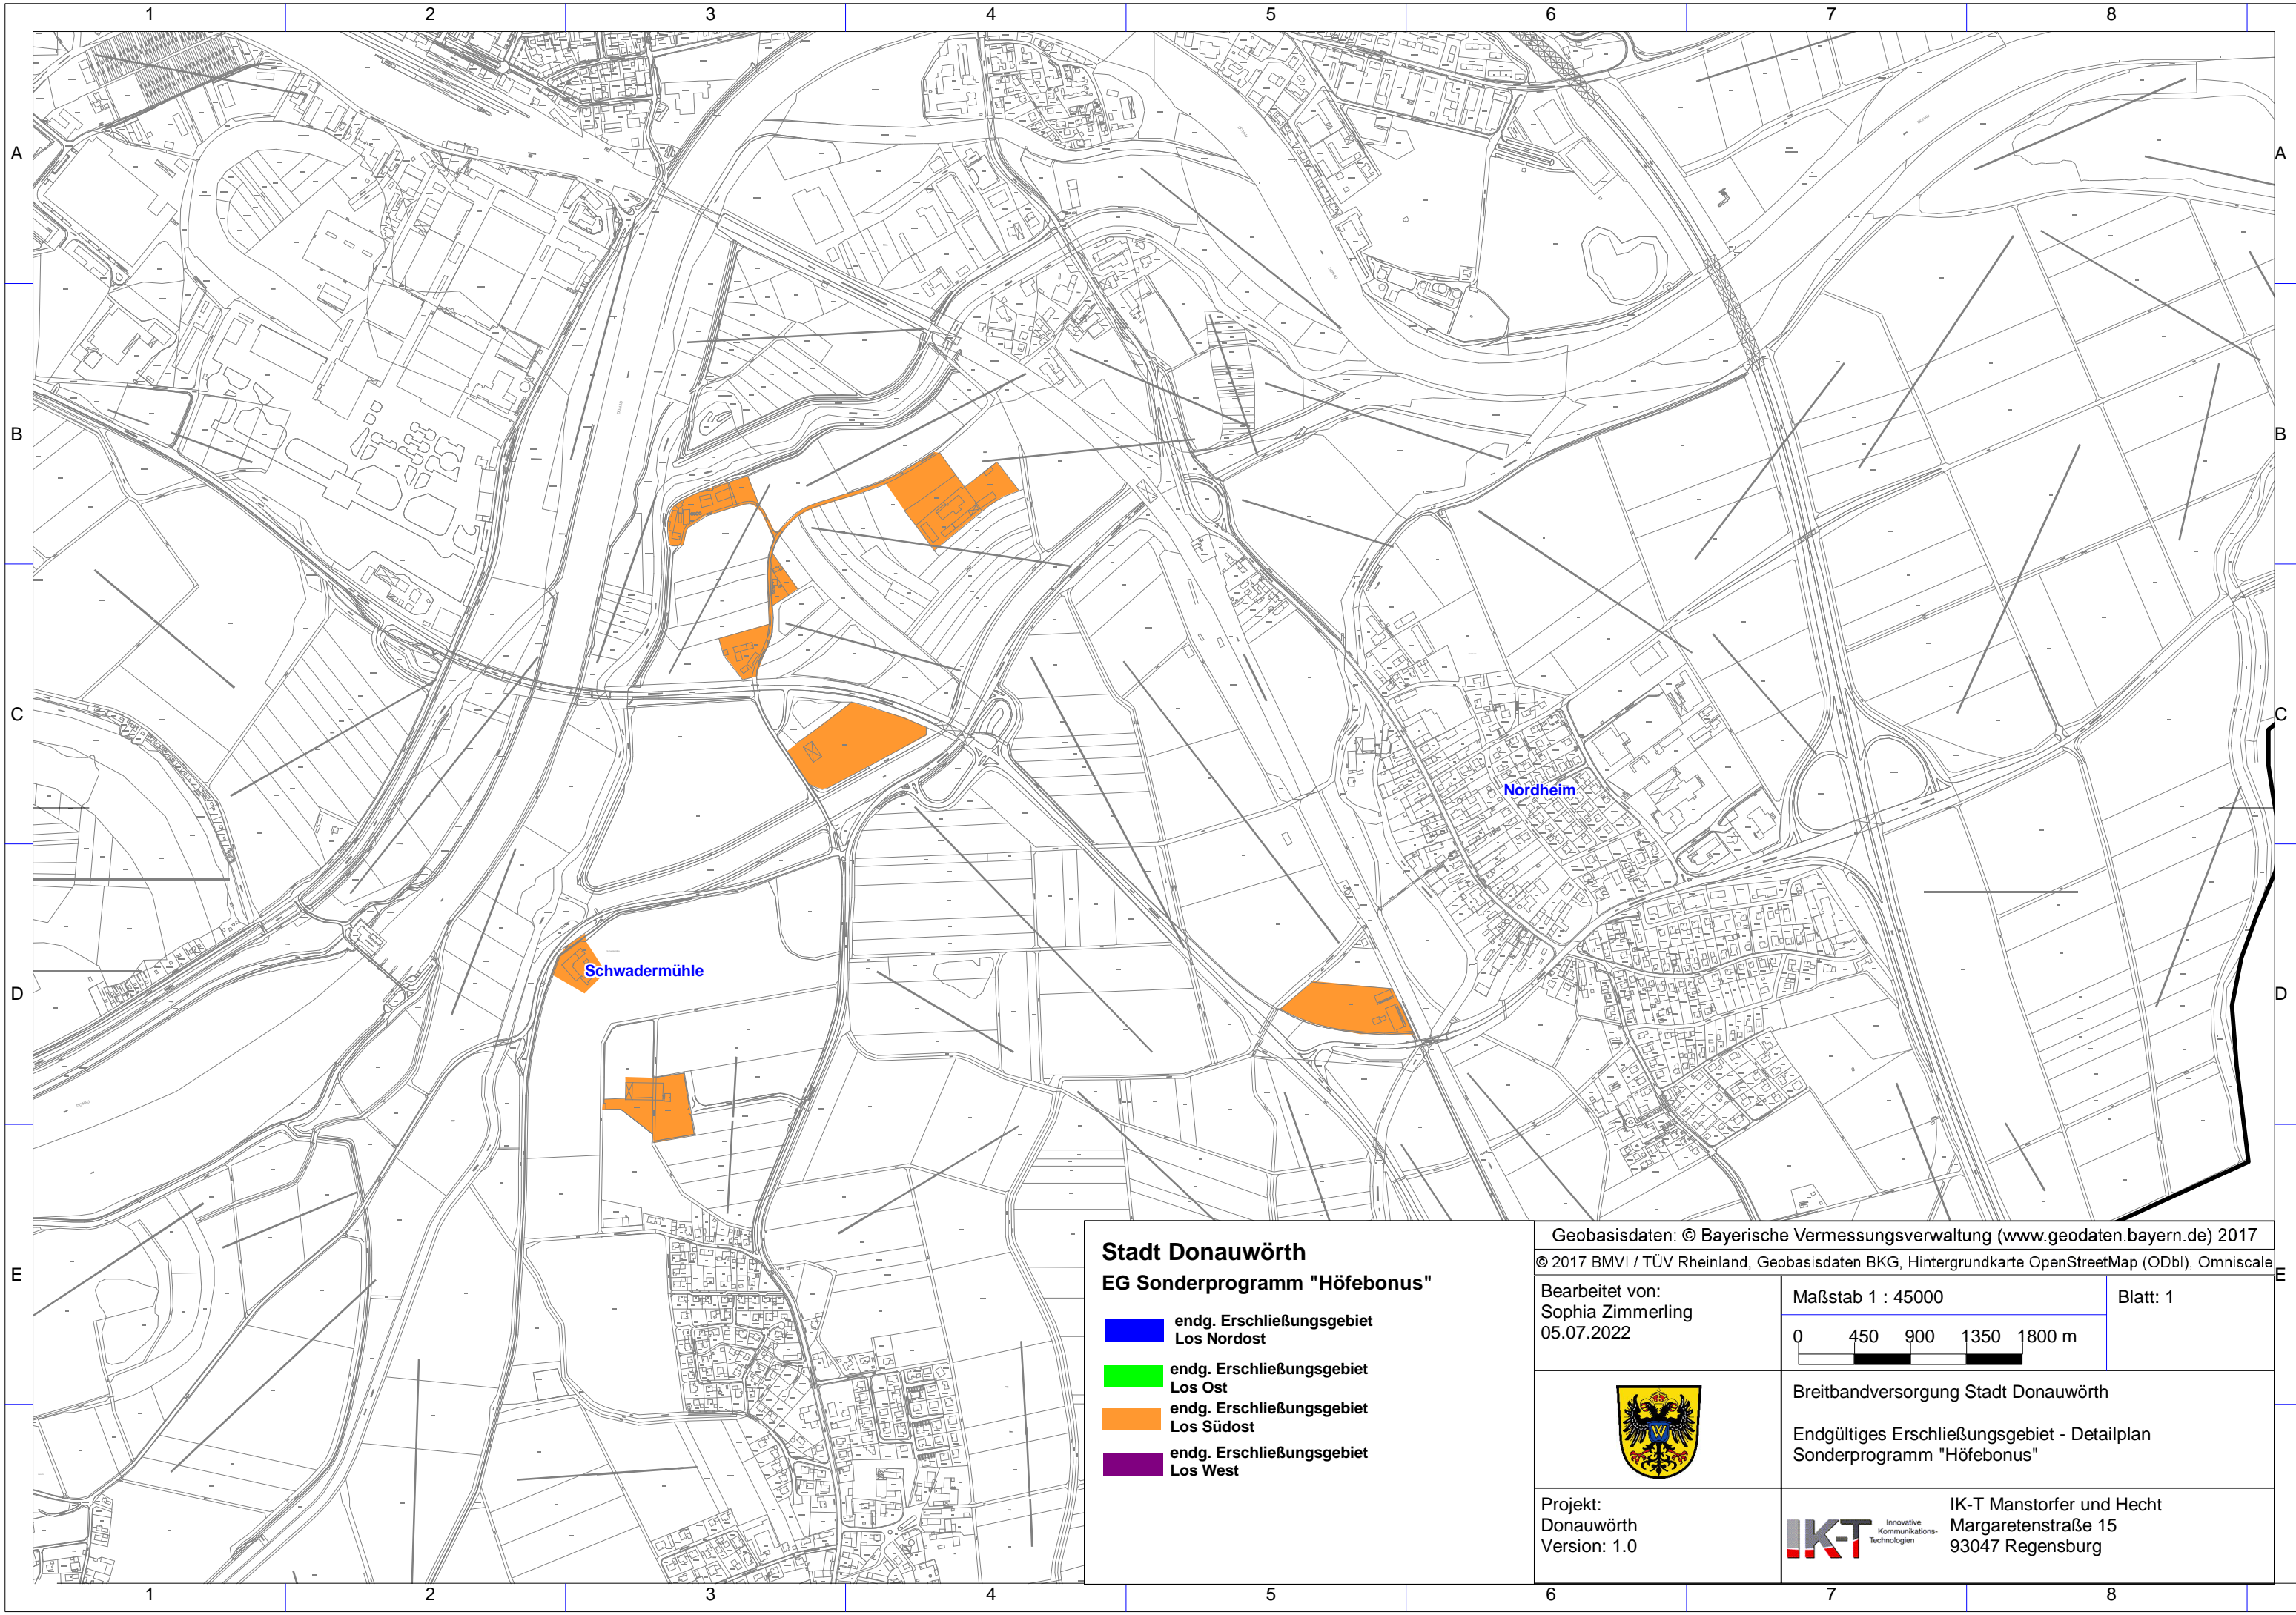 1 2 3 4 5 6 7 8
A A
B B
C C
D D
E E
Nordheim
Schwadermühle
Stadt Donauwörth
EG Sonderprogramm "Höfebonus"
endg. Erschließungsgebiet
Los Nordost
endg. Erschließungsgebiet
Los Ost
endg. Erschließungsgebiet
Los Südost
endg. Erschließungsgebiet
Los West
Geobasisdaten: © Bayerische Vermessungsverwaltung (www.geodaten.bayern.de) 2017
© 2017 BMVI / TÜV Rheinland, Geobasisdaten BKG, Hintergrundkarte OpenStreetMap (ODbl), Omniscale
Bearbeitet von:
Sophia Zimmerling
05.07.2022
Maßstab 1 : 45000
Blatt: 1
0 450 900 1350 1800 m
W
Breitbandversorgung Stadt Donauwörth
Endgültiges Erschließungsgebiet - Detailplan
Sonderprogramm "Höfebonus"
Projekt:
Donauwörth
Version: 1.0
IK-T
Innovative
Kommunikations-
Technologien
IK-T Manstorfer und Hecht
Margaretenstraße 15
93047 Regensburg
1 2 3 4 5 6 7 8